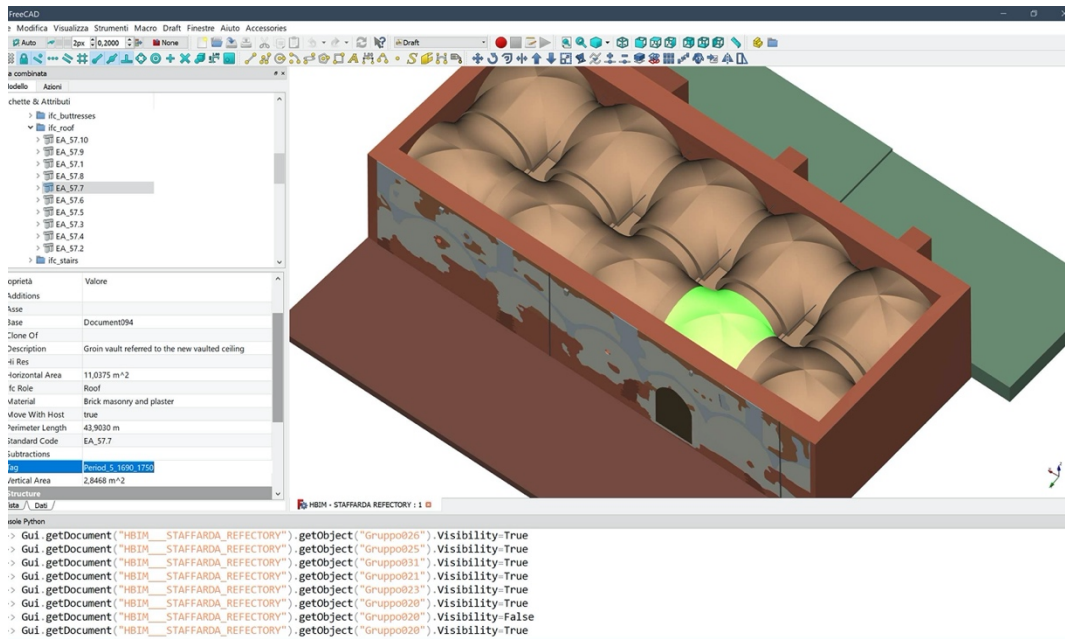 FreeCAD
e Modifica Visualizza Strumenti Macro Draft Finestre Aiuto Accessories
Auto 2px 0,2000 None Draft
a combinata
Modello Azioni
chette & Attributi
ifc_buttresses
ifc_roof
EA_57.10
EA_57.9
EA_57.1
EA_57.8
EA_57.7
EA_57.6
EA_57.5
EA_57.3
EA_57.4
EA_57.2
ifc_stairs
oprietà Valore
Additions
Asse
Base Document094
Clone Of
Description Groin vault referred to the new vaulted ceiling
Hi Res
Horizontal Area 11,0375 m^2
fc Role Roof
Material Brick masonry and plaster
Move With Host true
Perimeter Length 43,9030 m
Standard Code EA_57.7
Subtractions
Tag Period_5_1690_1750
Vertical Area 2,8468 m^2
Structure
ista Dati
HBIM - STAFFARDA REFECTORY : 1
nsole Python
>> Gui.getDocument("HBIM___STAFFARDA_REFECTORY").getObject("Gruppo026").Visibility=True
>> Gui.getDocument("HBIM___STAFFARDA_REFECTORY").getObject("Gruppo025").Visibility=True
>> Gui.getDocument("HBIM___STAFFARDA_REFECTORY").getObject("Gruppo031").Visibility=True
>> Gui.getDocument("HBIM___STAFFARDA_REFECTORY").getObject("Gruppo021").Visibility=True
>> Gui.getDocument("HBIM___STAFFARDA_REFECTORY").getObject("Gruppo023").Visibility=True
>> Gui.getDocument("HBIM___STAFFARDA_REFECTORY").getObject("Gruppo020").Visibility=True
>> Gui.getDocument("HBIM___STAFFARDA_REFECTORY").getObject("Gruppo020").Visibility=False
>> Gui.getDocument("HBIM___STAFFARDA_REFECTORY").getObject("Gruppo020").Visibility=True